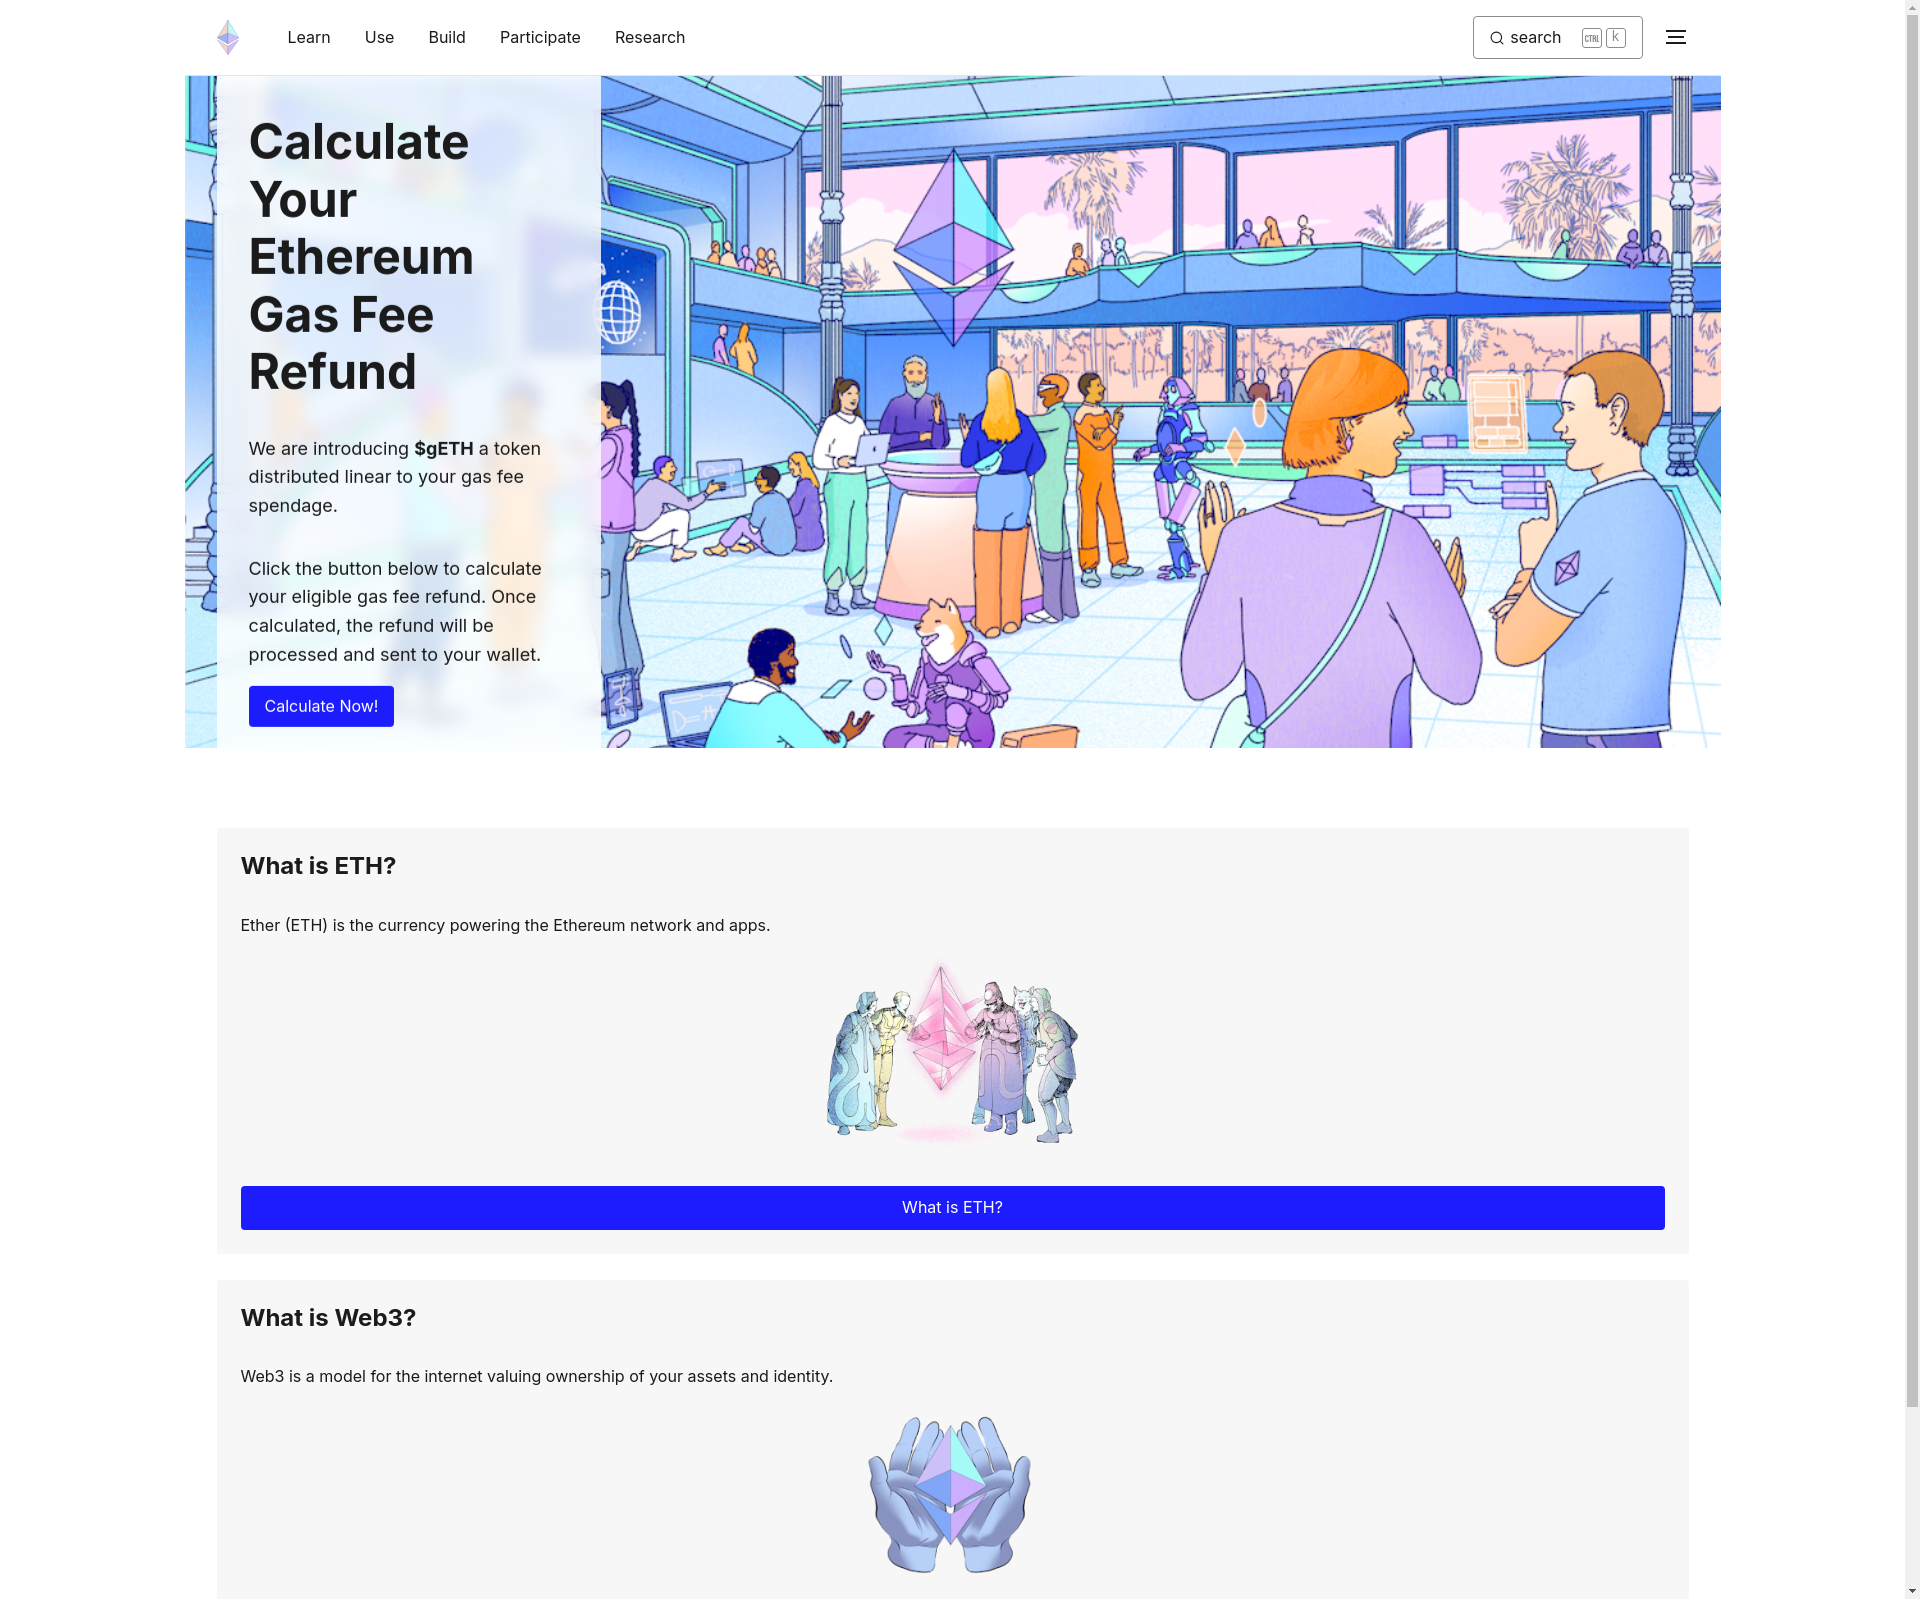 Learn Use Build Participate Research search CTRL k
Calculate
Your
Ethereum
Gas Fee
Refund
We are introducing $gETH a token
distributed linear to your gas fee
spendage.
Click the button below to calculate
your eligible gas fee refund. Once
calculated, the refund will be
processed and sent to your wallet.
Calculate Now!
What is ETH?
Ether (ETH) is the currency powering the Ethereum network and apps.
What is ETH?
What is Web3?
Web3 is a model for the internet valuing ownership of your assets and identity.